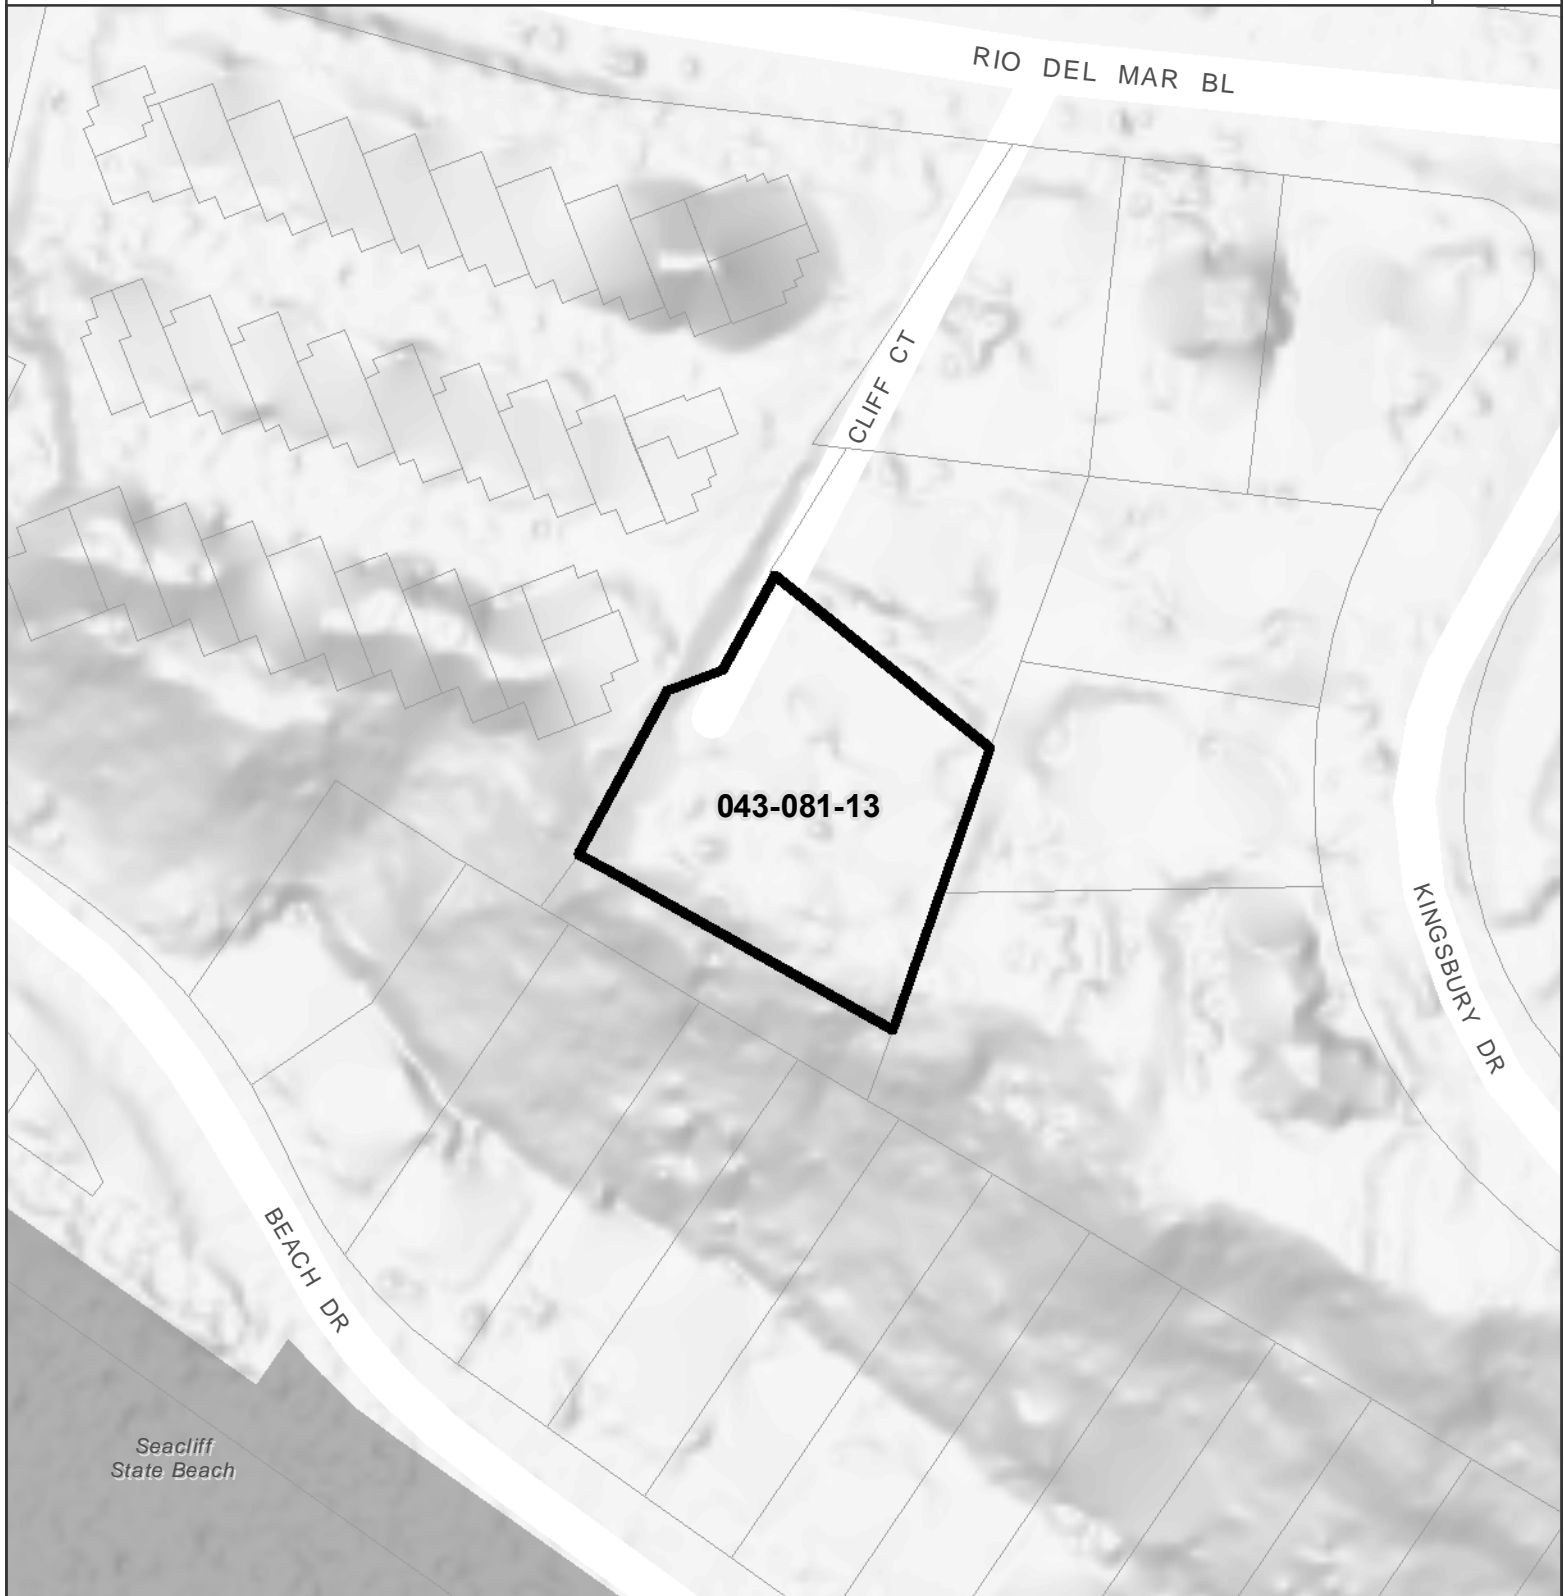 RIO DEL MAR BL
CLIFF CT
043-081-13
KINGSBURY DR
BEACH DR
Seacliff
State Beach